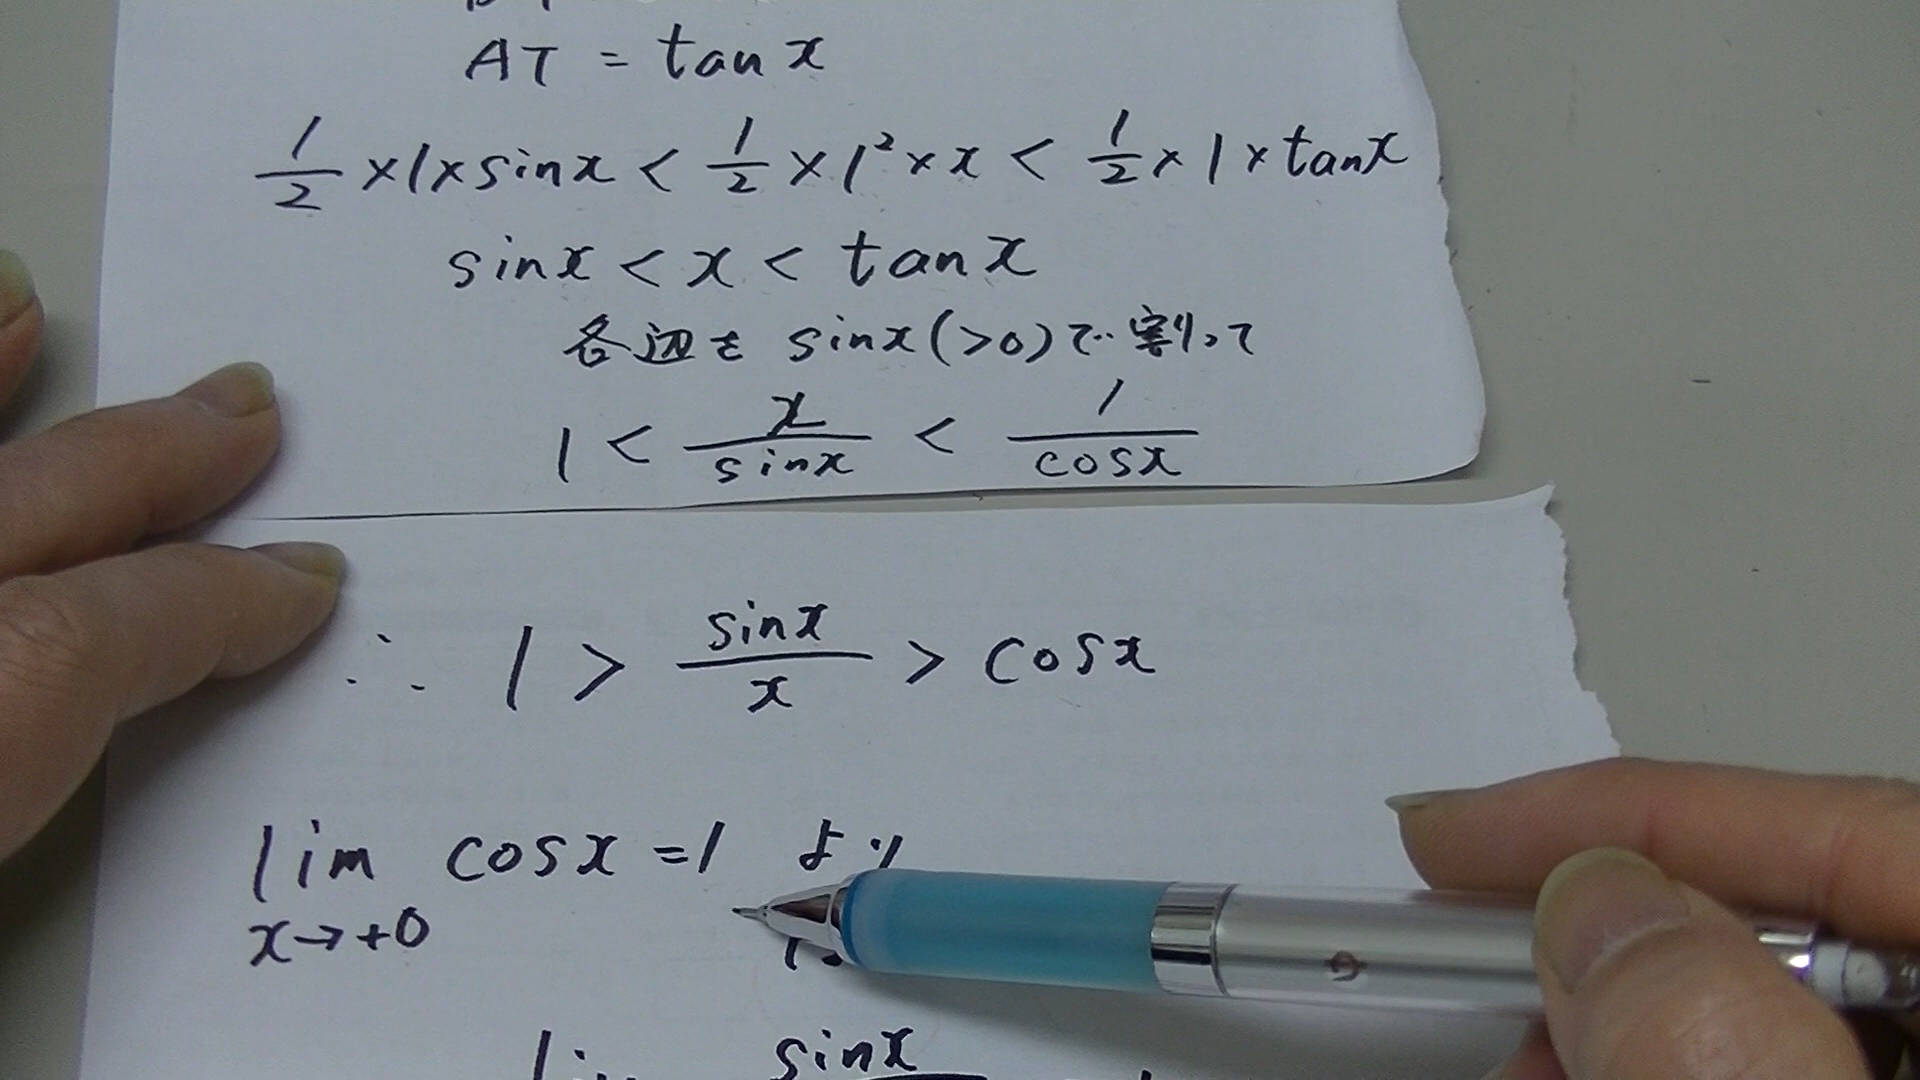 AT = tan x
1/2 × 1 × sin x < 1/2 × 1² × x < 1/2 × 1 × tan x
sin x < x < tan x
各辺を sin x (>0) で割って
1 < x/sin x < 1/cos x
∴ 1 > sin x/x > cos x
lim cos x = 1 より
x→+0
sin x